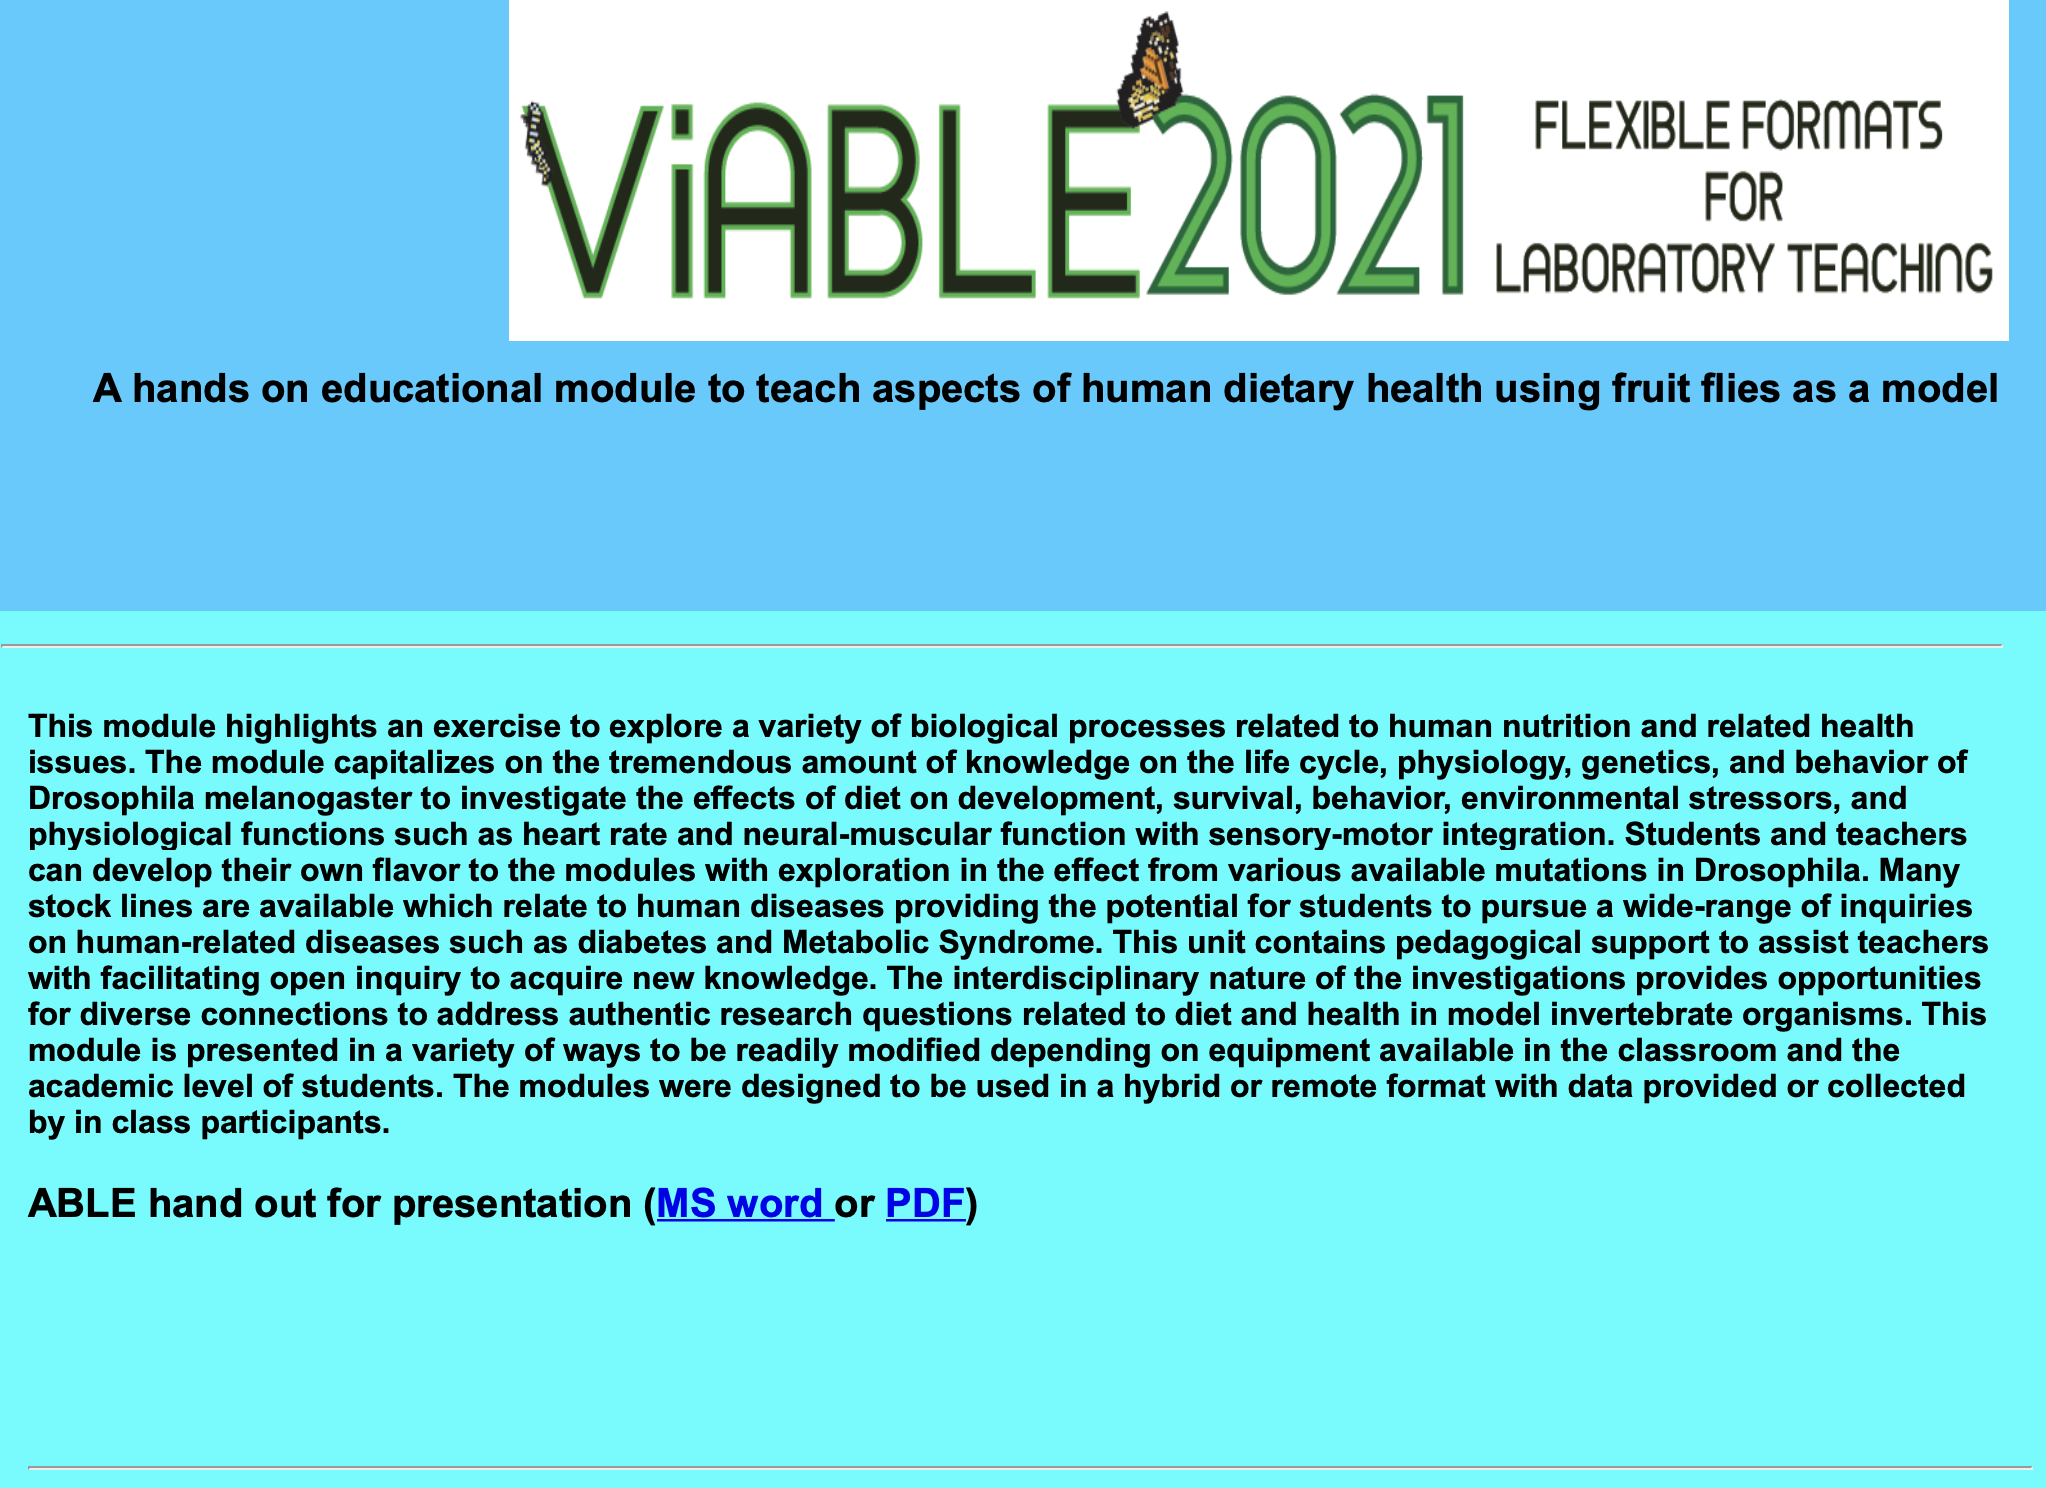 ViABLE2021
FLEXIBLE FORMATS
FOR
LABORATORY TEACHING
A hands on educational module to teach aspects of human dietary health using fruit flies as a model
This module highlights an exercise to explore a variety of biological processes related to human nutrition and related health
issues. The module capitalizes on the tremendous amount of knowledge on the life cycle, physiology, genetics, and behavior of
Drosophila melanogaster to investigate the effects of diet on development, survival, behavior, environmental stressors, and
physiological functions such as heart rate and neural-muscular function with sensory-motor integration. Students and teachers
can develop their own flavor to the modules with exploration in the effect from various available mutations in Drosophila. Many
stock lines are available which relate to human diseases providing the potential for students to pursue a wide-range of inquiries
on human-related diseases such as diabetes and Metabolic Syndrome. This unit contains pedagogical support to assist teachers
with facilitating open inquiry to acquire new knowledge. The interdisciplinary nature of the investigations provides opportunities
for diverse connections to address authentic research questions related to diet and health in model invertebrate organisms. This
module is presented in a variety of ways to be readily modified depending on equipment available in the classroom and the
academic level of students. The modules were designed to be used in a hybrid or remote format with data provided or collected
by in class participants.
ABLE hand out for presentation (MS word or PDF)